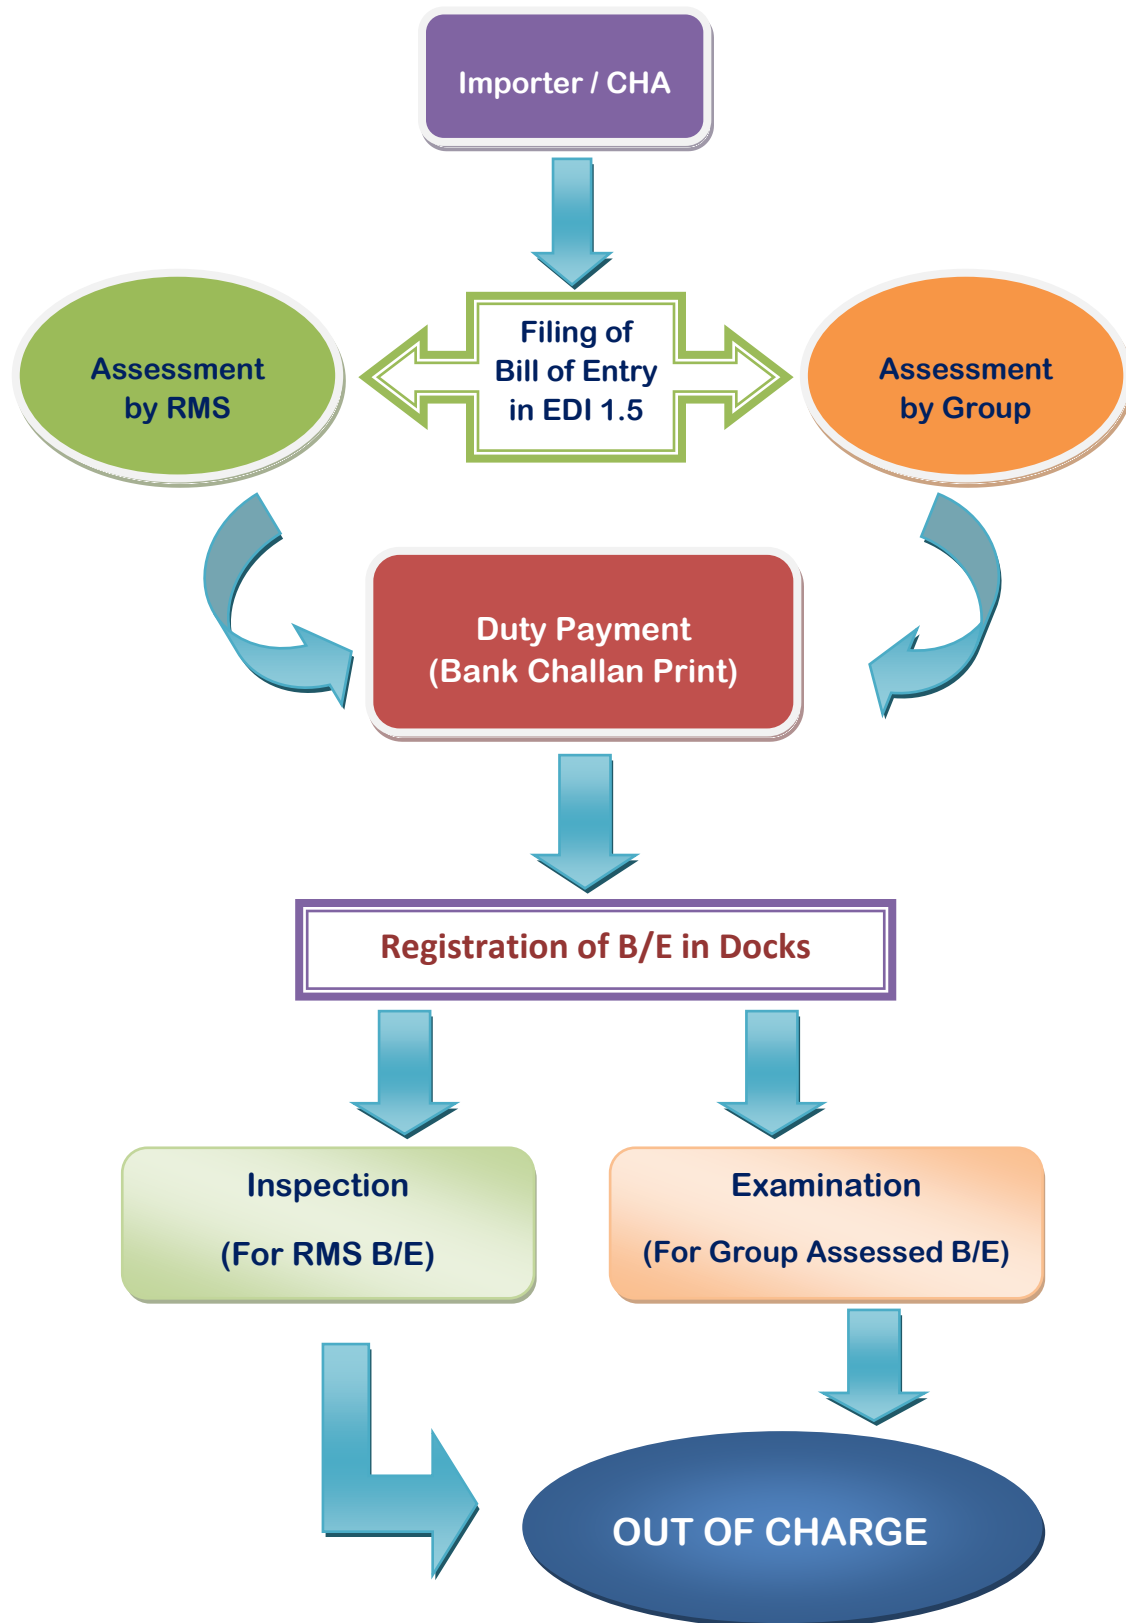 Importer / CHA
Filing of
Bill of Entry
in EDI 1.5
Assessment
by RMS
Assessment
by Group
Duty Payment
(Bank Challan Print)
Registration of B/E in Docks
Inspection
(For RMS B/E)
Examination
(For Group Assessed B/E)
OUT OF CHARGE